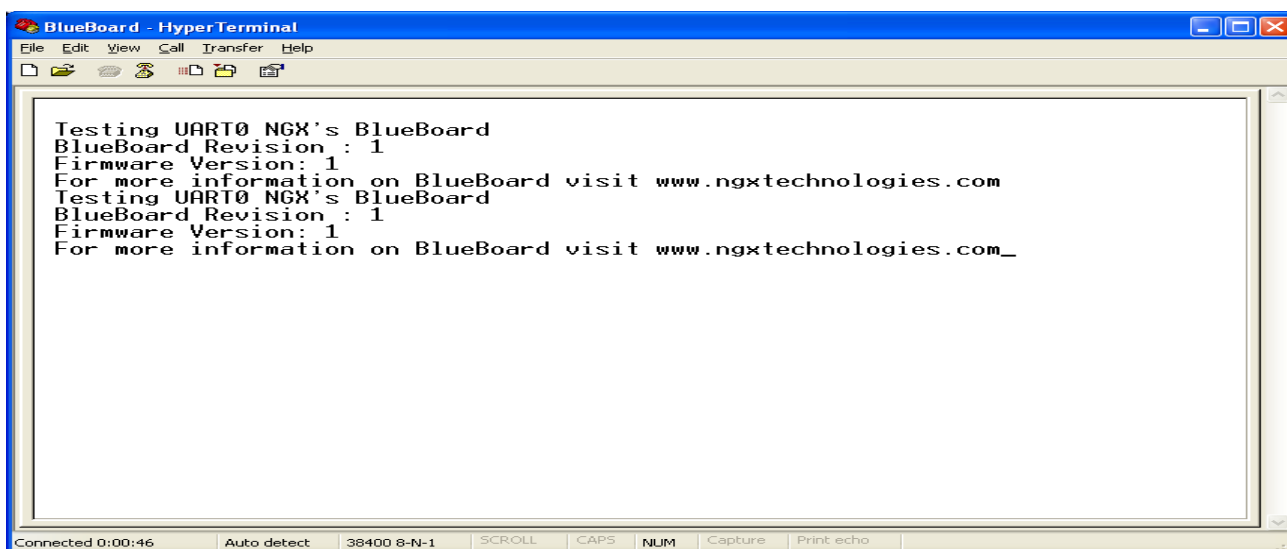 BlueBoard - HyperTerminal
File Edit View Call Transfer Help
Testing UART0 NGX's BlueBoard
BlueBoard Revision : 1
Firmware Version: 1
For more information on BlueBoard visit www.ngxtechnologies.com
Testing UART0 NGX's BlueBoard
BlueBoard Revision : 1
Firmware Version: 1
For more information on BlueBoard visit www.ngxtechnologies.com_
Connected 0:00:46 Auto detect 38400 8-N-1 SCROLL CAPS NUM Capture Print echo